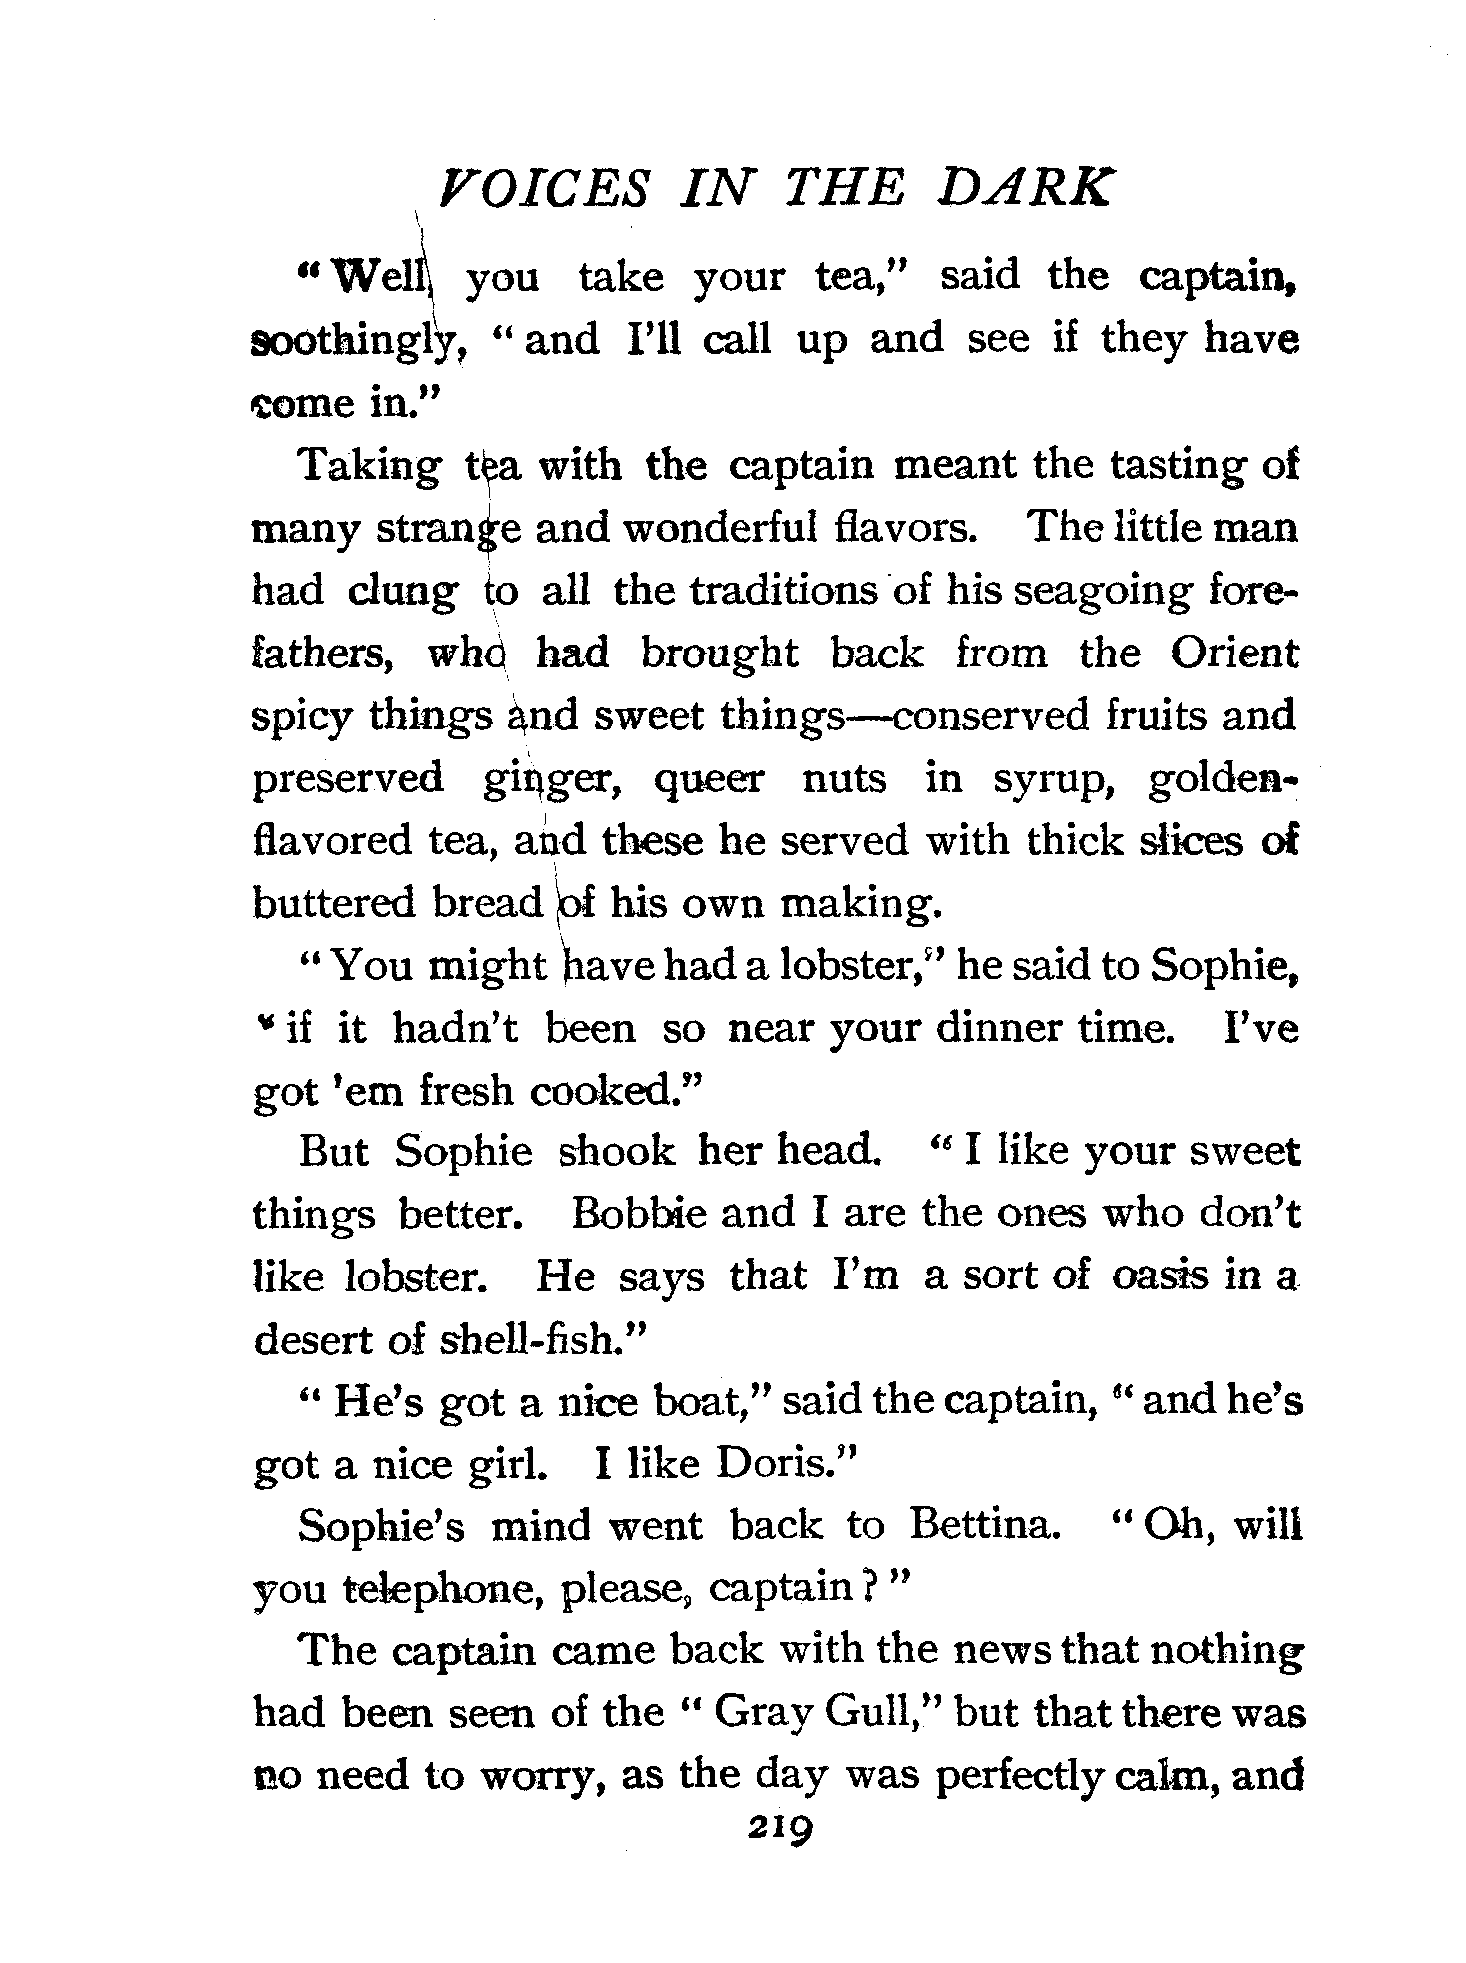 VOICES IN THE DARK
"Well, you take your tea," said the captain,
soothingly, "and I'll call up and see if they have
come in."
Taking tea with the captain meant the tasting of
many strange and wonderful flavors. The little man
had clung to all the traditions of his seagoing fore-
fathers, who had brought back from the Orient
spicy things and sweet things—conserved fruits and
preserved ginger, queer nuts in syrup, golden-
flavored tea, and these he served with thick slices of
buttered bread of his own making.
"You might have had a lobster," he said to Sophie,
"if it hadn't been so near your dinner time. I've
got 'em fresh cooked."
But Sophie shook her head. "I like your sweet
things better. Bobbie and I are the ones who don't
like lobster. He says that I'm a sort of oasis in a
desert of shell-fish."
"He's got a nice boat," said the captain, "and he's
got a nice girl. I like Doris."
Sophie's mind went back to Bettina. "Oh, will
you telephone, please, captain?"
The captain came back with the news that nothing
had been seen of the "Gray Gull," but that there was
no need to worry, as the day was perfectly calm, and
219